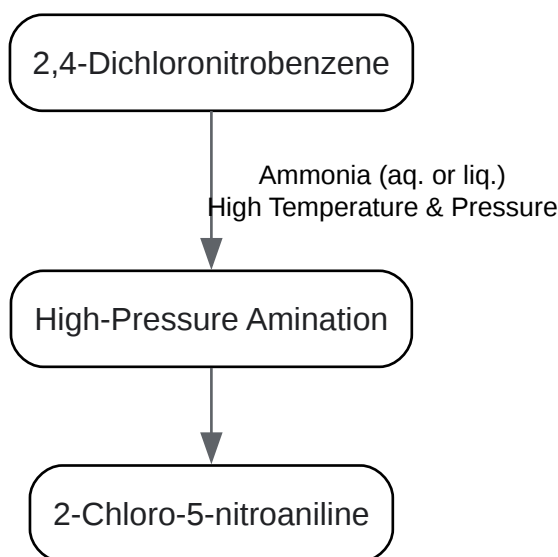 2,4-Dichloronitrobenzene
Ammonia (aq. or liq.)
High Temperature & Pressure
High-Pressure Amination
2-Chloro-5-nitroaniline